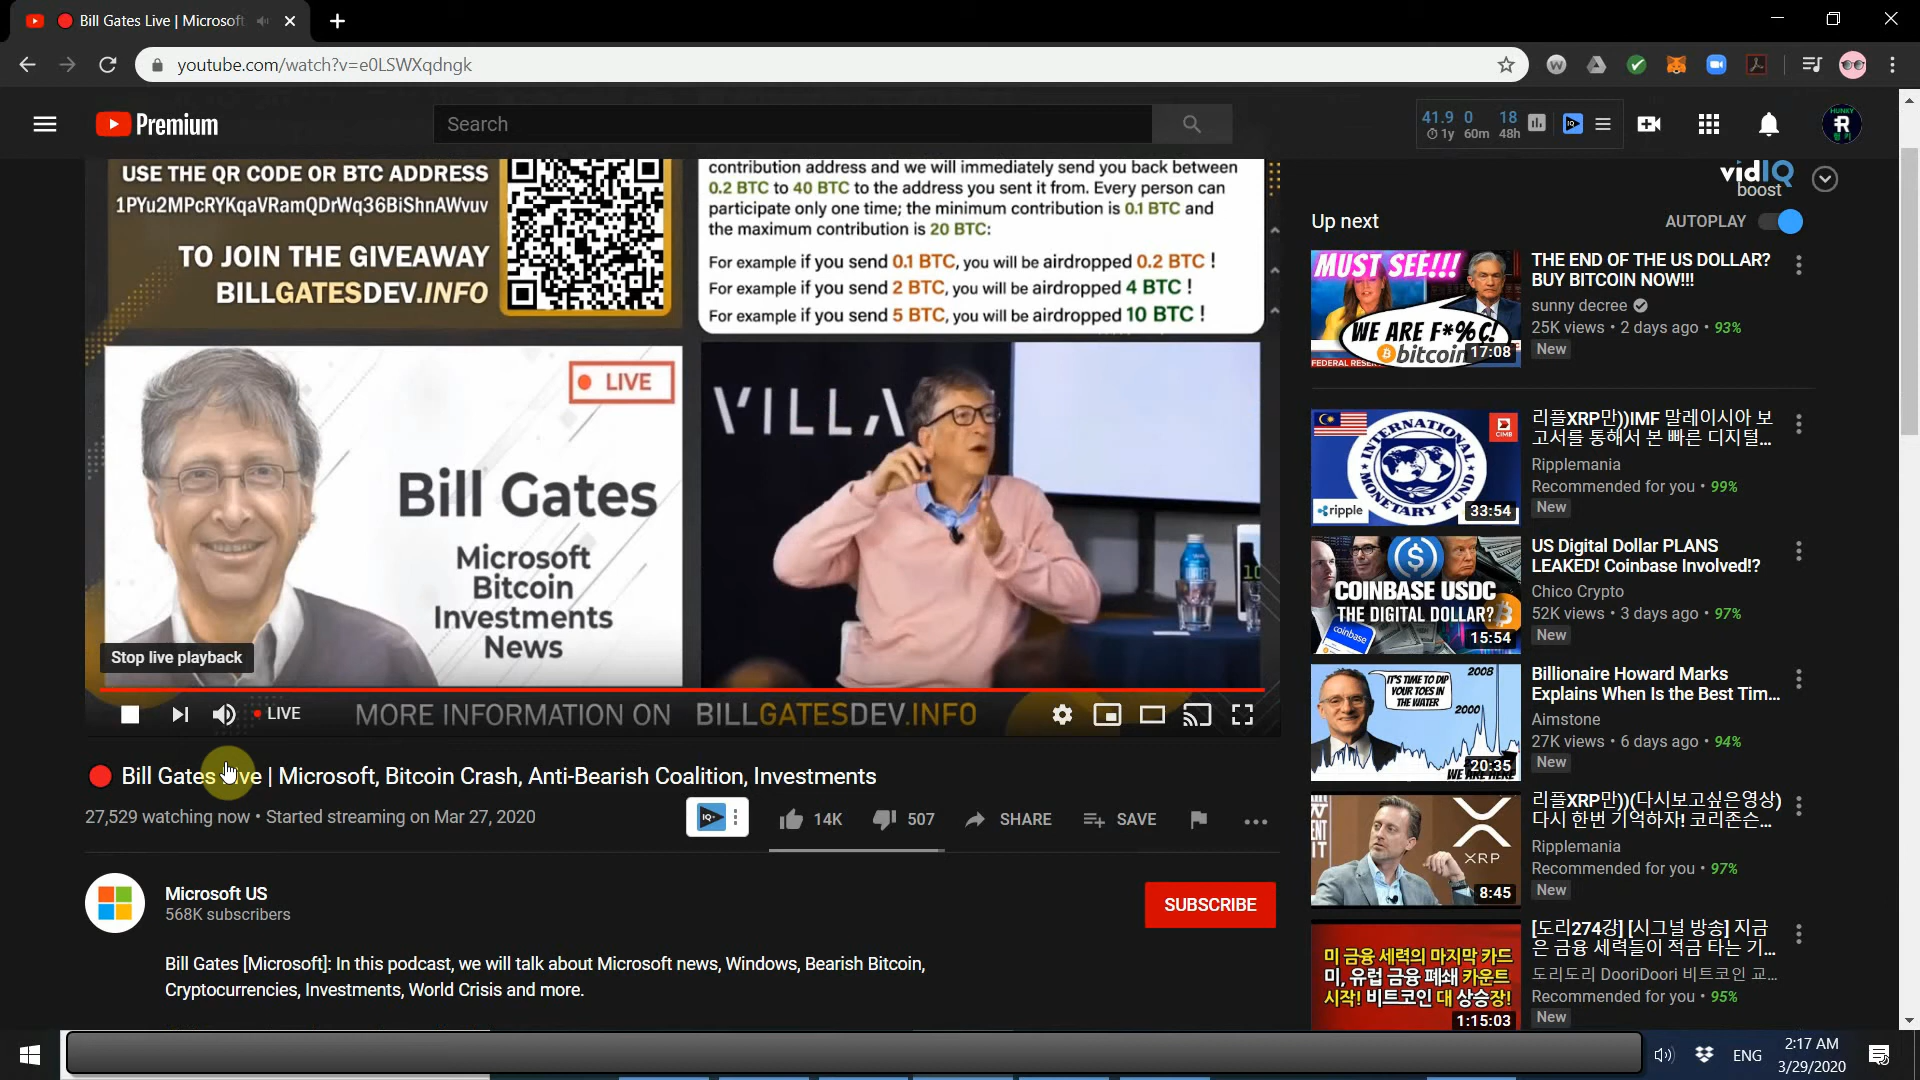 Bill Gates Live | Microsoft
youtube.com/watch?v=e0LSWXqdngk
Premium
Search
41.9 0 18
1y 60m 48h
USE THE QR CODE OR BTC ADDRESS
1PYu2MPcRYKqaVRamQDrWq36BiShnAWvuv
TO JOIN THE GIVEAWAY
BILLGATESDEV.INFO
contribution address and we will immediately send you back between
0.2 BTC to 40 BTC to the address you sent it from. Every person can
participate only one time; the minimum contribution is 0.1 BTC and
the maximum contribution is 20 BTC:
For example if you send 0.1 BTC, you will be airdropped 0.2 BTC !
For example if you send 2 BTC, you will be airdropped 4 BTC !
For example if you send 5 BTC, you will be airdropped 10 BTC !
LIVE
Bill Gates
Microsoft
Bitcoin
Investments
News
VILLA
Stop live playback
LIVE
MORE INFORMATION ON BILLGATESDEV.INFO
Bill Gates Live | Microsoft, Bitcoin Crash, Anti-Bearish Coalition, Investments
27,529 watching now • Started streaming on Mar 27, 2020
IQ
14K
507
SHARE
SAVE
Microsoft US
568K subscribers
SUBSCRIBE
Bill Gates [Microsoft]: In this podcast, we will talk about Microsoft news, Windows, Bearish Bitcoin,
Cryptocurrencies, Investments, World Crisis and more.
vidIQ
boost
Up next
AUTOPLAY
MUST SEE!!!
WE ARE F*%C!
bitcoin
17:08
THE END OF THE US DOLLAR?
BUY BITCOIN NOW!!!
sunny decree
25K views • 2 days ago • 93%
New
INTERNATIONAL
MONETARY FUND
CIMB
ripple
33:54
리플XRP만))IMF 말레이시아 보
고서를 통해서 본 빠른 디지털...
Ripplemania
Recommended for you • 99%
New
COINBASE USDC
THE DIGITAL DOLLAR?
coinbase
15:54
US Digital Dollar PLANS
LEAKED! Coinbase Involved!?
Chico Crypto
52K views • 3 days ago • 97%
New
IT'S TIME TO DIP
YOUR TOES IN
THE WATER
2008
2000
WE ARE HERE
20:35
Billionaire Howard Marks
Explains When Is the Best Tim...
Aimstone
27K views • 6 days ago • 94%
New
XRP
8:45
리플XRP만))(다시보고싶은영상)
다시 한번 기억하자! 코리존슨...
Ripplemania
Recommended for you • 97%
New
미 금융 세력의 마지막 카드
미, 유럽 금융 폐쇄 카운트
시작! 비트코인 대 상승장!
1:15:03
[도리274강] [시그널 방송] 지금
은 금융 세력들이 적금 타는 기...
도리도리 DooriDoori 비트코인 교...
Recommended for you • 95%
New
ENG
2:17 AM
3/29/2020